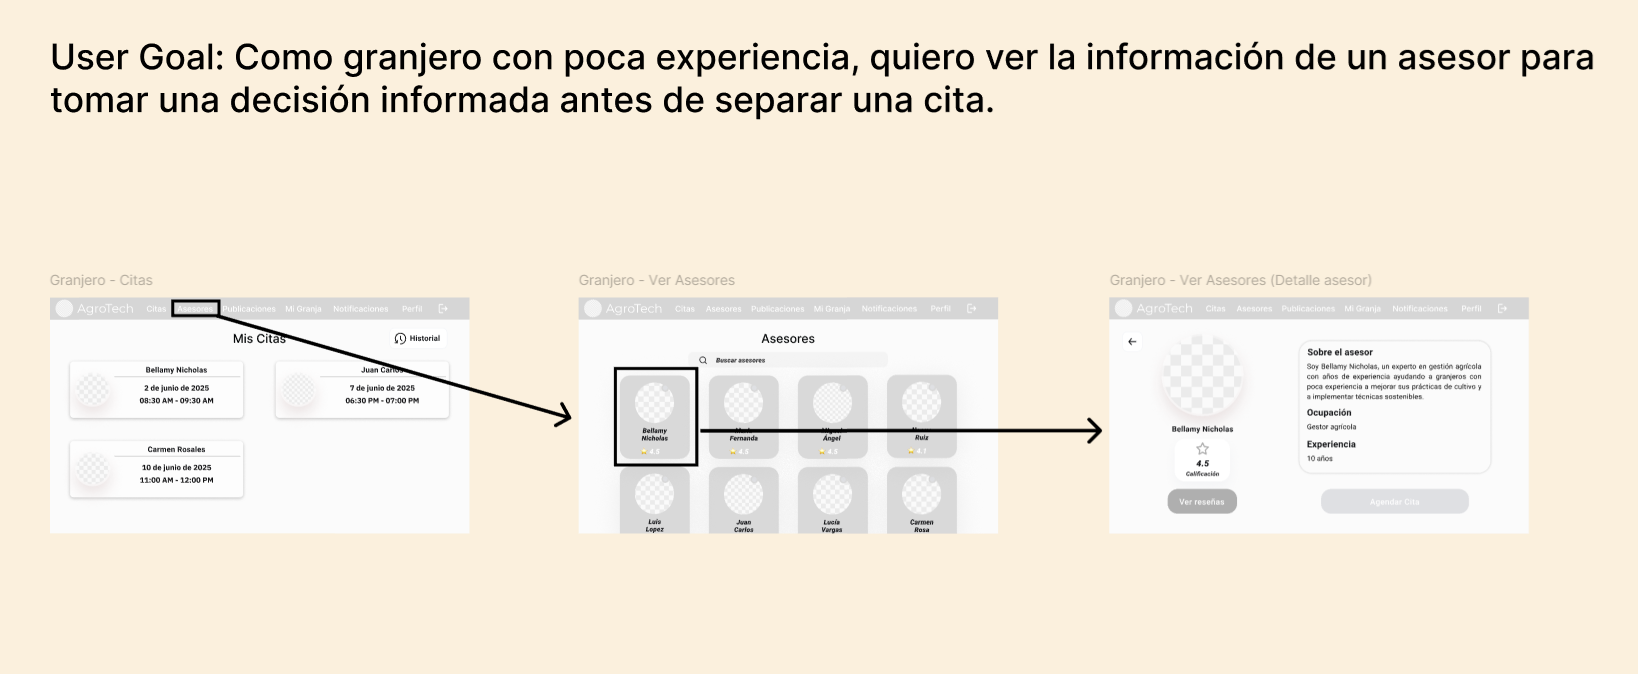 User Goal: Como granjero con poca experiencia, quiero ver la información de un asesor para
tomar una decisión informada antes de separar una cita.
Granjero - Citas
AgroTech Citas Asesores Publicaciones Mi Granja Notificaciones Perfil
Mis Citas
Historial
Bellamy Nicholas
2 de junio de 2025
08:30 AM - 09:30 AM
Juan Carlos
7 de junio de 2025
06:30 PM - 07:00 PM
Carmen Rosales
10 de junio de 2025
11:00 AM - 12:00 PM
Granjero - Ver Asesores
AgroTech Citas Asesores Publicaciones Mi Granja Notificaciones Perfil
Asesores
Buscar asesores
Bellamy
Nicholas
4.5
Fernanda
4.5
Ángel
4.5
Ruiz
4.1
Luis
Lopez
Juan
Carlos
Lucía
Vargas
Carmen
Rosa
Granjero - Ver Asesores (Detalle asesor)
AgroTech Citas Asesores Publicaciones Mi Granja Notificaciones Perfil
Bellamy Nicholas
4.5
Calificación
Ver reseñas
Sobre el asesor
Soy Bellamy Nicholas, un experto en gestión agrícola
con años de experiencia ayudando a granjeros con
poca experiencia a mejorar sus prácticas de cultivo y
a implementar técnicas sostenibles.
Ocupación
Gestor agrícola
Experiencia
10 años
Agendar Cita